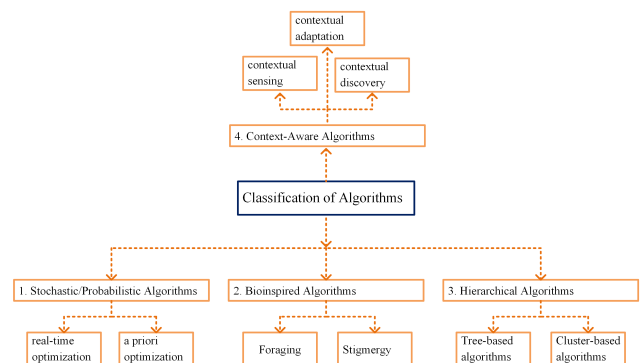 contextual
adaptation
contextual
sensing
contextual
discovery
4. Context-Aware Algorithms
Classification of Algorithms
1. Stochastic/Probabilistic Algorithms
2. Bioinspired Algorithms
3. Hierarchical Algorithms
real-time
optimization
a priori
optimization
Foraging
Stigmergy
Tree-based
algorithms
Cluster-based
algorithms